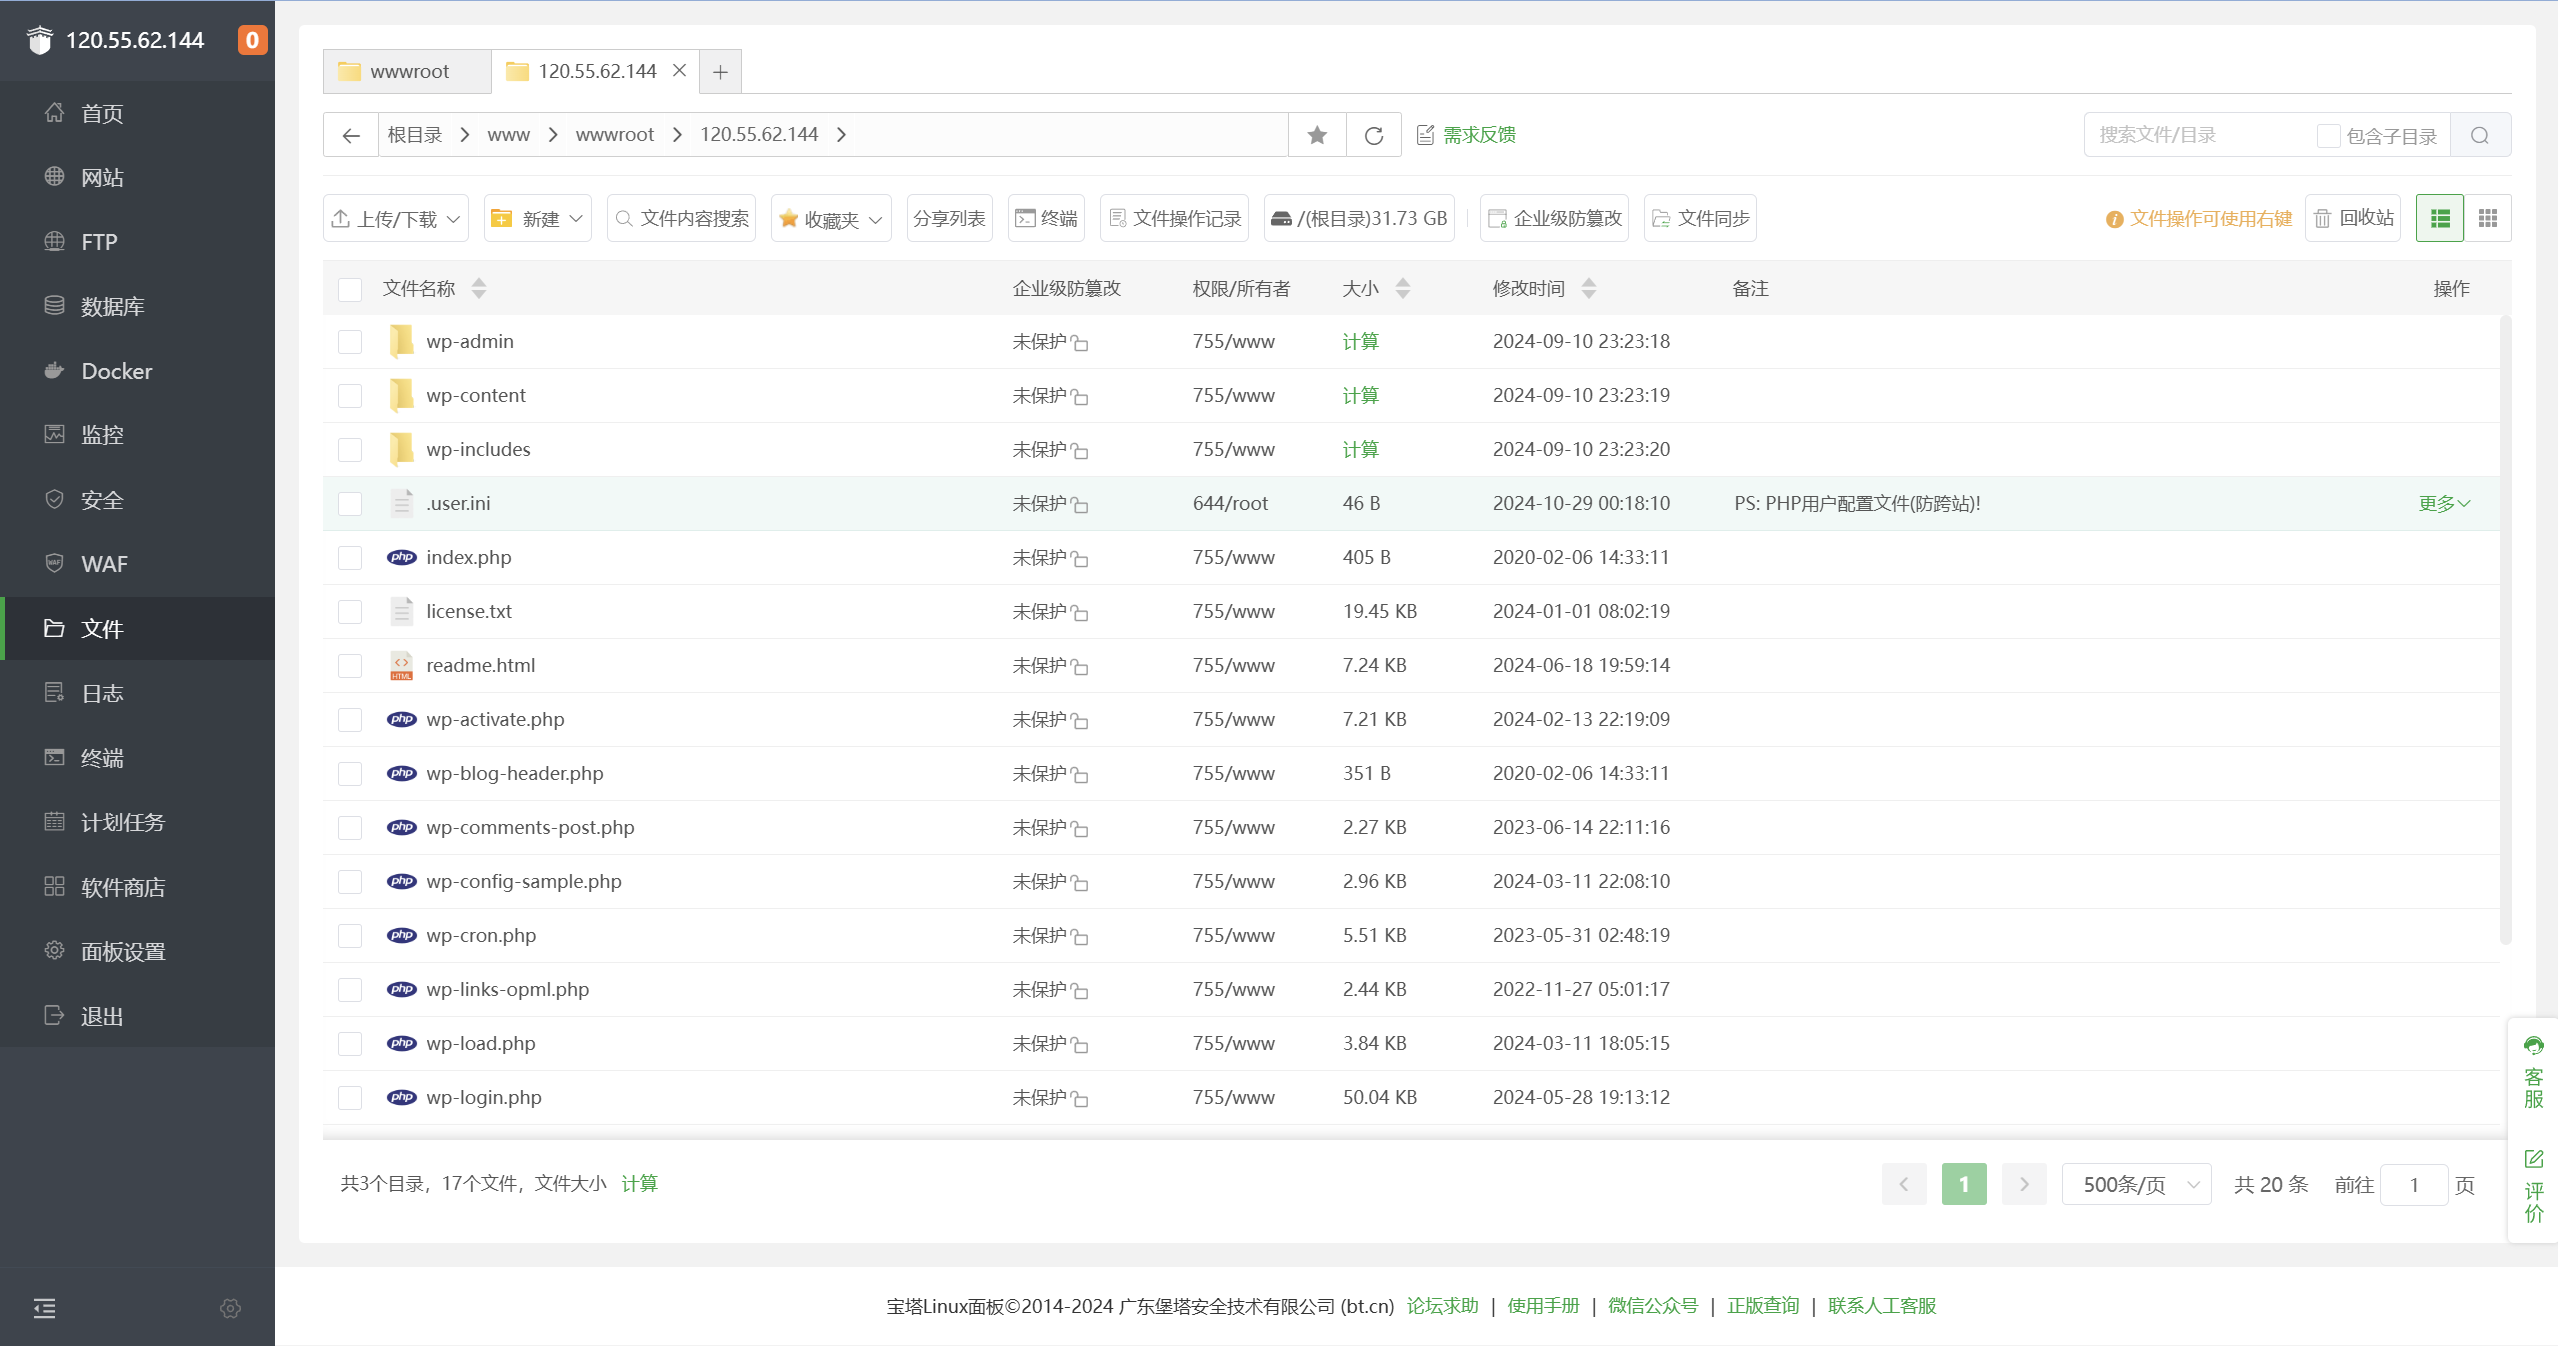 120.55.62.144 0
首页
网站
FTP
数据库
Docker
监控
安全
WAF
文件
日志
终端
计划任务
软件商店
面板设置
退出
wwwroot 120.55.62.144
根目录 www wwwroot 120.55.62.144 需求反馈 搜索文件/目录 包含子目录
上传/下载 新建 文件内容搜索 收藏夹 分享列表 终端 文件操作记录 /(根目录)31.73 GB 企业级防篡改 文件同步 文件操作可使用右键 回收站
文件名称 企业级防篡改 权限/所有者 大小 修改时间 备注 操作
wp-admin 未保护 755/www 计算 2024-09-10 23:23:18
wp-content 未保护 755/www 计算 2024-09-10 23:23:19
wp-includes 未保护 755/www 计算 2024-09-10 23:23:20
.user.ini 未保护 644/root 46 B 2024-10-29 00:18:10 PS: PHP用户配置文件(防跨站)! 更多
php index.php 未保护 755/www 405 B 2020-02-06 14:33:11
license.txt 未保护 755/www 19.45 KB 2024-01-01 08:02:19
HTML readme.html 未保护 755/www 7.24 KB 2024-06-18 19:59:14
php wp-activate.php 未保护 755/www 7.21 KB 2024-02-13 22:19:09
php wp-blog-header.php 未保护 755/www 351 B 2020-02-06 14:33:11
php wp-comments-post.php 未保护 755/www 2.27 KB 2023-06-14 22:11:16
php wp-config-sample.php 未保护 755/www 2.96 KB 2024-03-11 22:08:10
php wp-cron.php 未保护 755/www 5.51 KB 2023-05-31 02:48:19
php wp-links-opml.php 未保护 755/www 2.44 KB 2022-11-27 05:01:17
php wp-load.php 未保护 755/www 3.84 KB 2024-03-11 18:05:15
php wp-login.php 未保护 755/www 50.04 KB 2024-05-28 19:13:12
共3个目录，17个文件，文件大小 计算 1 500条/页 共 20 条 前往 1 页
客服
评价
宝塔Linux面板©2014-2024 广东堡塔安全技术有限公司 (bt.cn) 论坛求助 | 使用手册 | 微信公众号 | 正版查询 | 联系人工客服